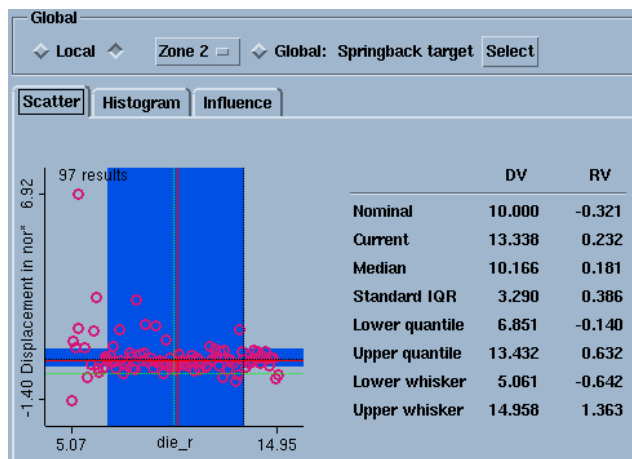 Global
Local Zone 2 Global: Springback target Select
Scatter Histogram Influence
97 results
6.92
Displacement in nor*
-1.40
5.07 die_r 14.95
DV RV
Nominal 10.000 -0.321
Current 13.338 0.232
Median 10.166 0.181
Standard IQR 3.290 0.386
Lower quantile 6.851 -0.140
Upper quantile 13.432 0.632
Lower whisker 5.061 -0.642
Upper whisker 14.958 1.363